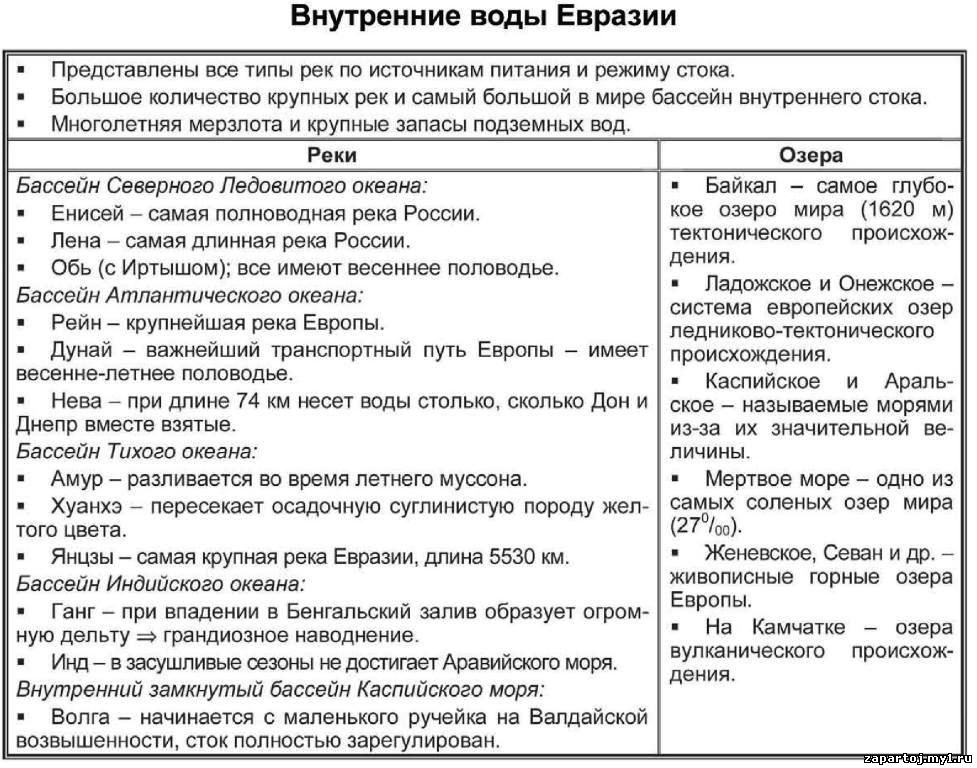 Внутренние воды Евразии
▪ Представлены все типы рек по источникам питания и режиму стока.
▪ Большое количество крупных рек и самый большой в мире бассейн внутреннего стока.
▪ Многолетняя мерзлота и крупные запасы подземных вод.
Реки
Бассейн Северного Ледовитого океана:
▪ Енисей – самая полноводная река России.
▪ Лена – самая длинная река России.
▪ Обь (с Иртышом); все имеют весеннее половодье.
Бассейн Атлантического океана:
▪ Рейн – крупнейшая река Европы.
▪ Дунай – важнейший транспортный путь Европы – имеет
весенне-летнее половодье.
▪ Нева – при длине 74 км несет воды столько, сколько Дон и
Днепр вместе взятые.
Бассейн Тихого океана:
▪ Амур – разливается во время летнего муссона.
▪ Хуанхэ – пересекает осадочную суглинистую породу жел-
того цвета.
▪ Янцзы – самая крупная река Евразии, длина 5530 км.
Бассейн Индийского океана:
▪ Ганг – при впадении в Бенгальский залив образует огром-
ную дельту ⇒ грандиозное наводнение.
▪ Инд – в засушливые сезоны не достигает Аравийского моря.
Внутренний замкнутый бассейн Каспийского моря:
▪ Волга – начинается с маленького ручейка на Валдайской
возвышенности, сток полностью зарегулирован.
Озера
▪ Байкал – самое глубо-
кое озеро мира (1620 м)
тектонического происхож-
дения.
▪ Ладожское и Онежское –
система европейских озер
ледниково-тектонического
происхождения.
▪ Каспийское и Араль-
ское – называемые морями
из-за их значительной ве-
личины.
▪ Мертвое море – одно из
самых соленых озер мира
(27⁰/₀₀).
▪ Женевское, Севан и др. –
живописные горные озера
Европы.
▪ На Камчатке – озера
вулканического происхож-
дения.
zapartoj.my1.ru